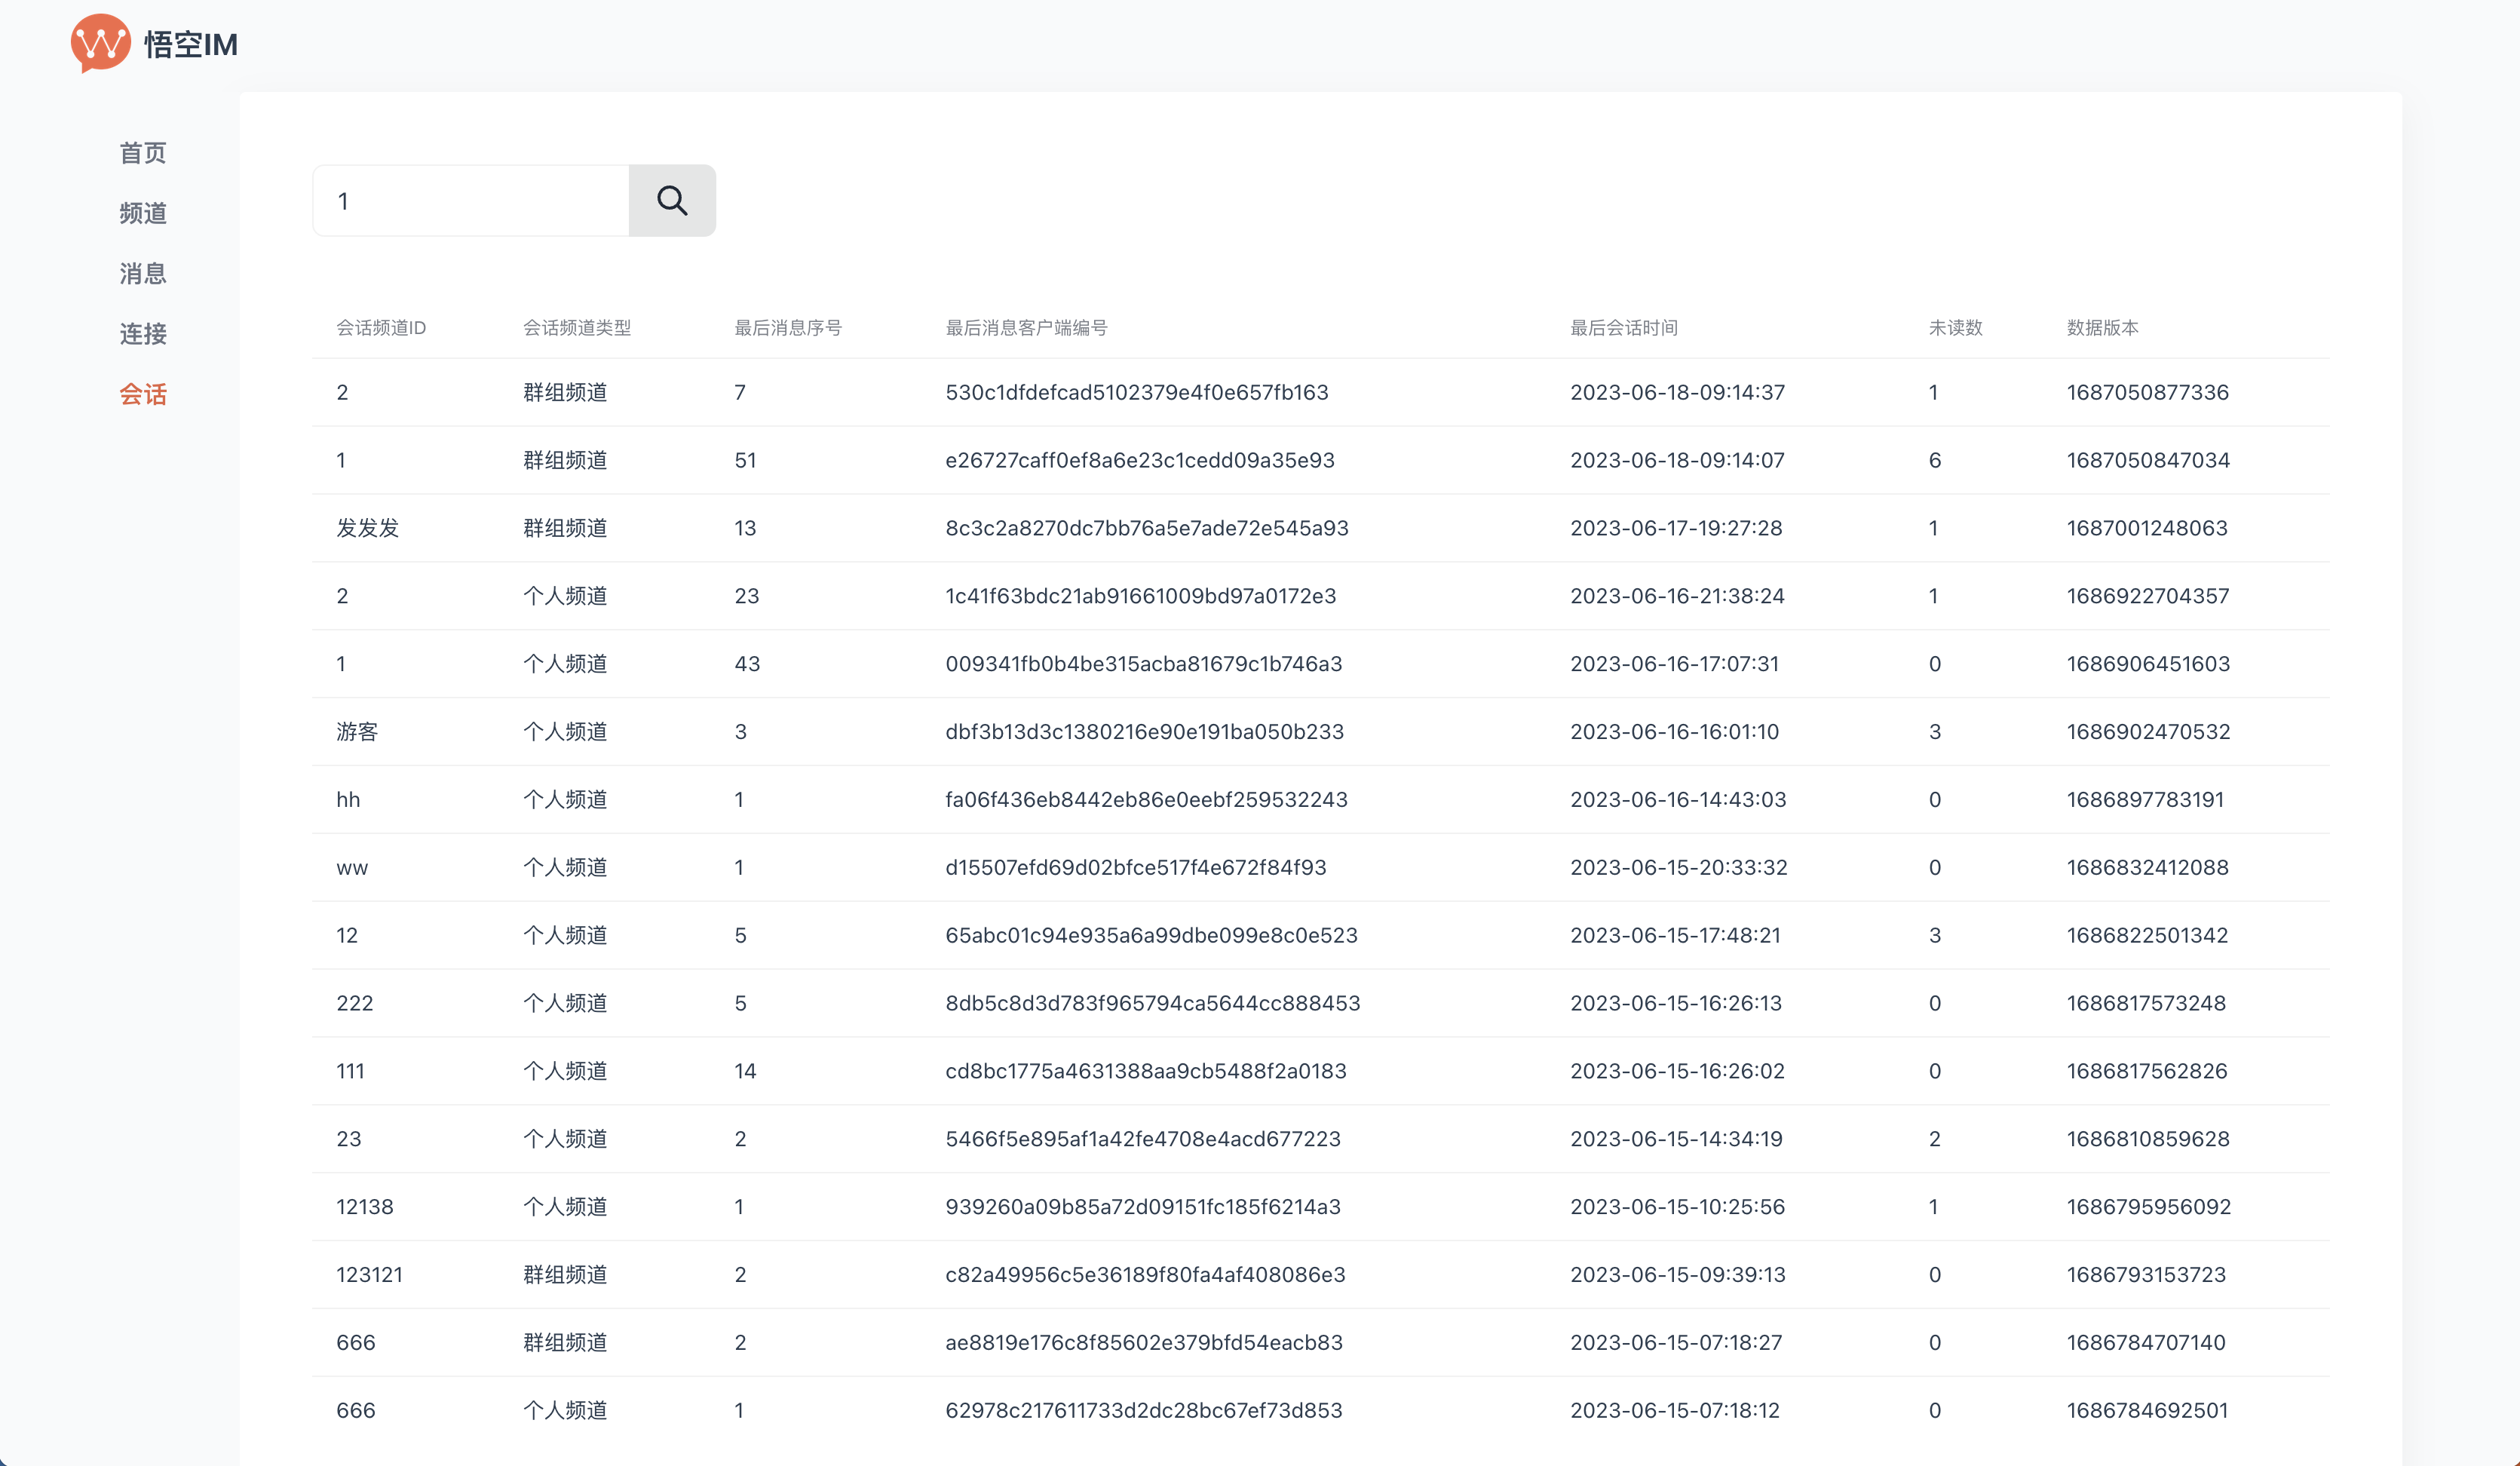 悟空IM
首页
频道
消息
连接
会话
1
会话频道ID 会话频道类型 最后消息序号 最后消息客户端编号 最后会话时间 未读数 数据版本
2 群组频道 7 530c1dfdefcad5102379e4f0e657fb163 2023-06-18-09:14:37 1 1687050877336
1 群组频道 51 e26727caff0ef8a6e23c1cedd09a35e93 2023-06-18-09:14:07 6 1687050847034
发发发 群组频道 13 8c3c2a8270dc7bb76a5e7ade72e545a93 2023-06-17-19:27:28 1 1687001248063
2 个人频道 23 1c41f63bdc21ab91661009bd97a0172e3 2023-06-16-21:38:24 1 1686922704357
1 个人频道 43 009341fb0b4be315acba81679c1b746a3 2023-06-16-17:07:31 0 1686906451603
游客 个人频道 3 dbf3b13d3c1380216e90e191ba050b233 2023-06-16-16:01:10 3 1686902470532
hh 个人频道 1 fa06f436eb8442eb86e0eebf259532243 2023-06-16-14:43:03 0 1686897783191
ww 个人频道 1 d15507efd69d02bfce517f4e672f84f93 2023-06-15-20:33:32 0 1686832412088
12 个人频道 5 65abc01c94e935a6a99dbe099e8c0e523 2023-06-15-17:48:21 3 1686822501342
222 个人频道 5 8db5c8d3d783f965794ca5644cc888453 2023-06-15-16:26:13 0 1686817573248
111 个人频道 14 cd8bc1775a4631388aa9cb5488f2a0183 2023-06-15-16:26:02 0 1686817562826
23 个人频道 2 5466f5e895af1a42fe4708e4acd677223 2023-06-15-14:34:19 2 1686810859628
12138 个人频道 1 939260a09b85a72d09151fc185f6214a3 2023-06-15-10:25:56 1 1686795956092
123121 群组频道 2 c82a49956c5e36189f80fa4af408086e3 2023-06-15-09:39:13 0 1686793153723
666 群组频道 2 ae8819e176c8f85602e379bfd54eacb83 2023-06-15-07:18:27 0 1686784707140
666 个人频道 1 62978c217611733d2dc28bc67ef73d853 2023-06-15-07:18:12 0 1686784692501